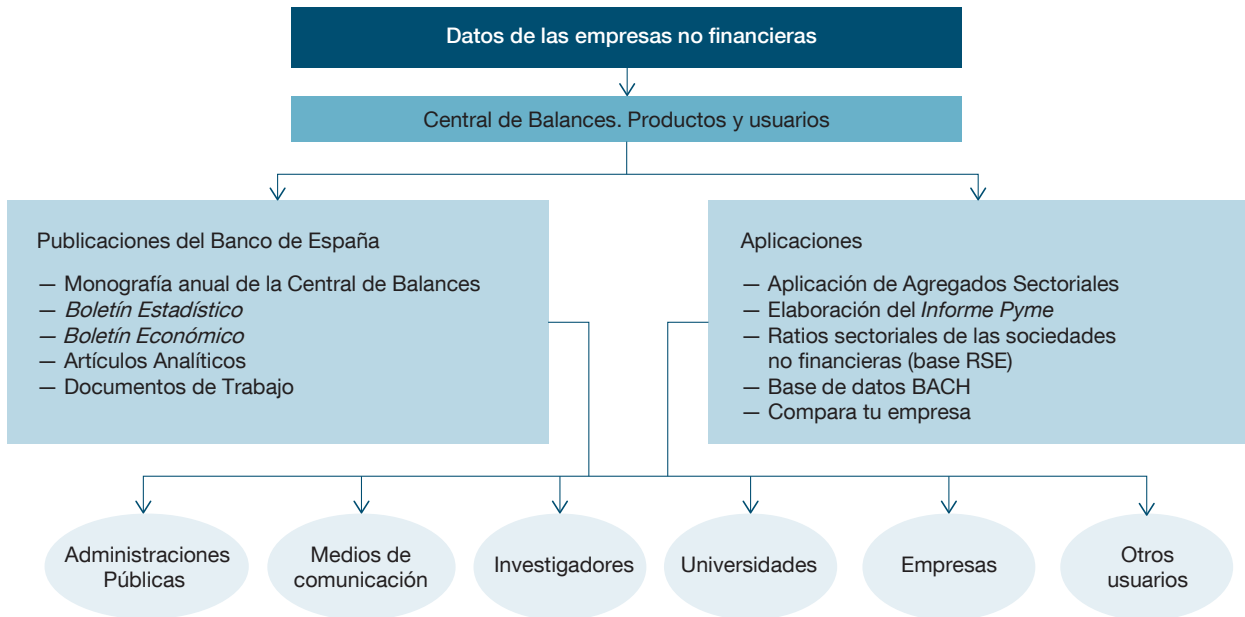 Datos de las empresas no financieras
Central de Balances. Productos y usuarios
Publicaciones del Banco de España
— Monografía anual de la Central de Balances
— Boletín Estadístico
— Boletín Económico
— Artículos Analíticos
— Documentos de Trabajo
Aplicaciones
— Aplicación de Agregados Sectoriales
— Elaboración del Informe Pyme
— Ratios sectoriales de las sociedades
no financieras (base RSE)
— Base de datos BACH
— Compara tu empresa
Administraciones
Públicas
Medios de
comunicación
Investigadores
Universidades
Empresas
Otros
usuarios